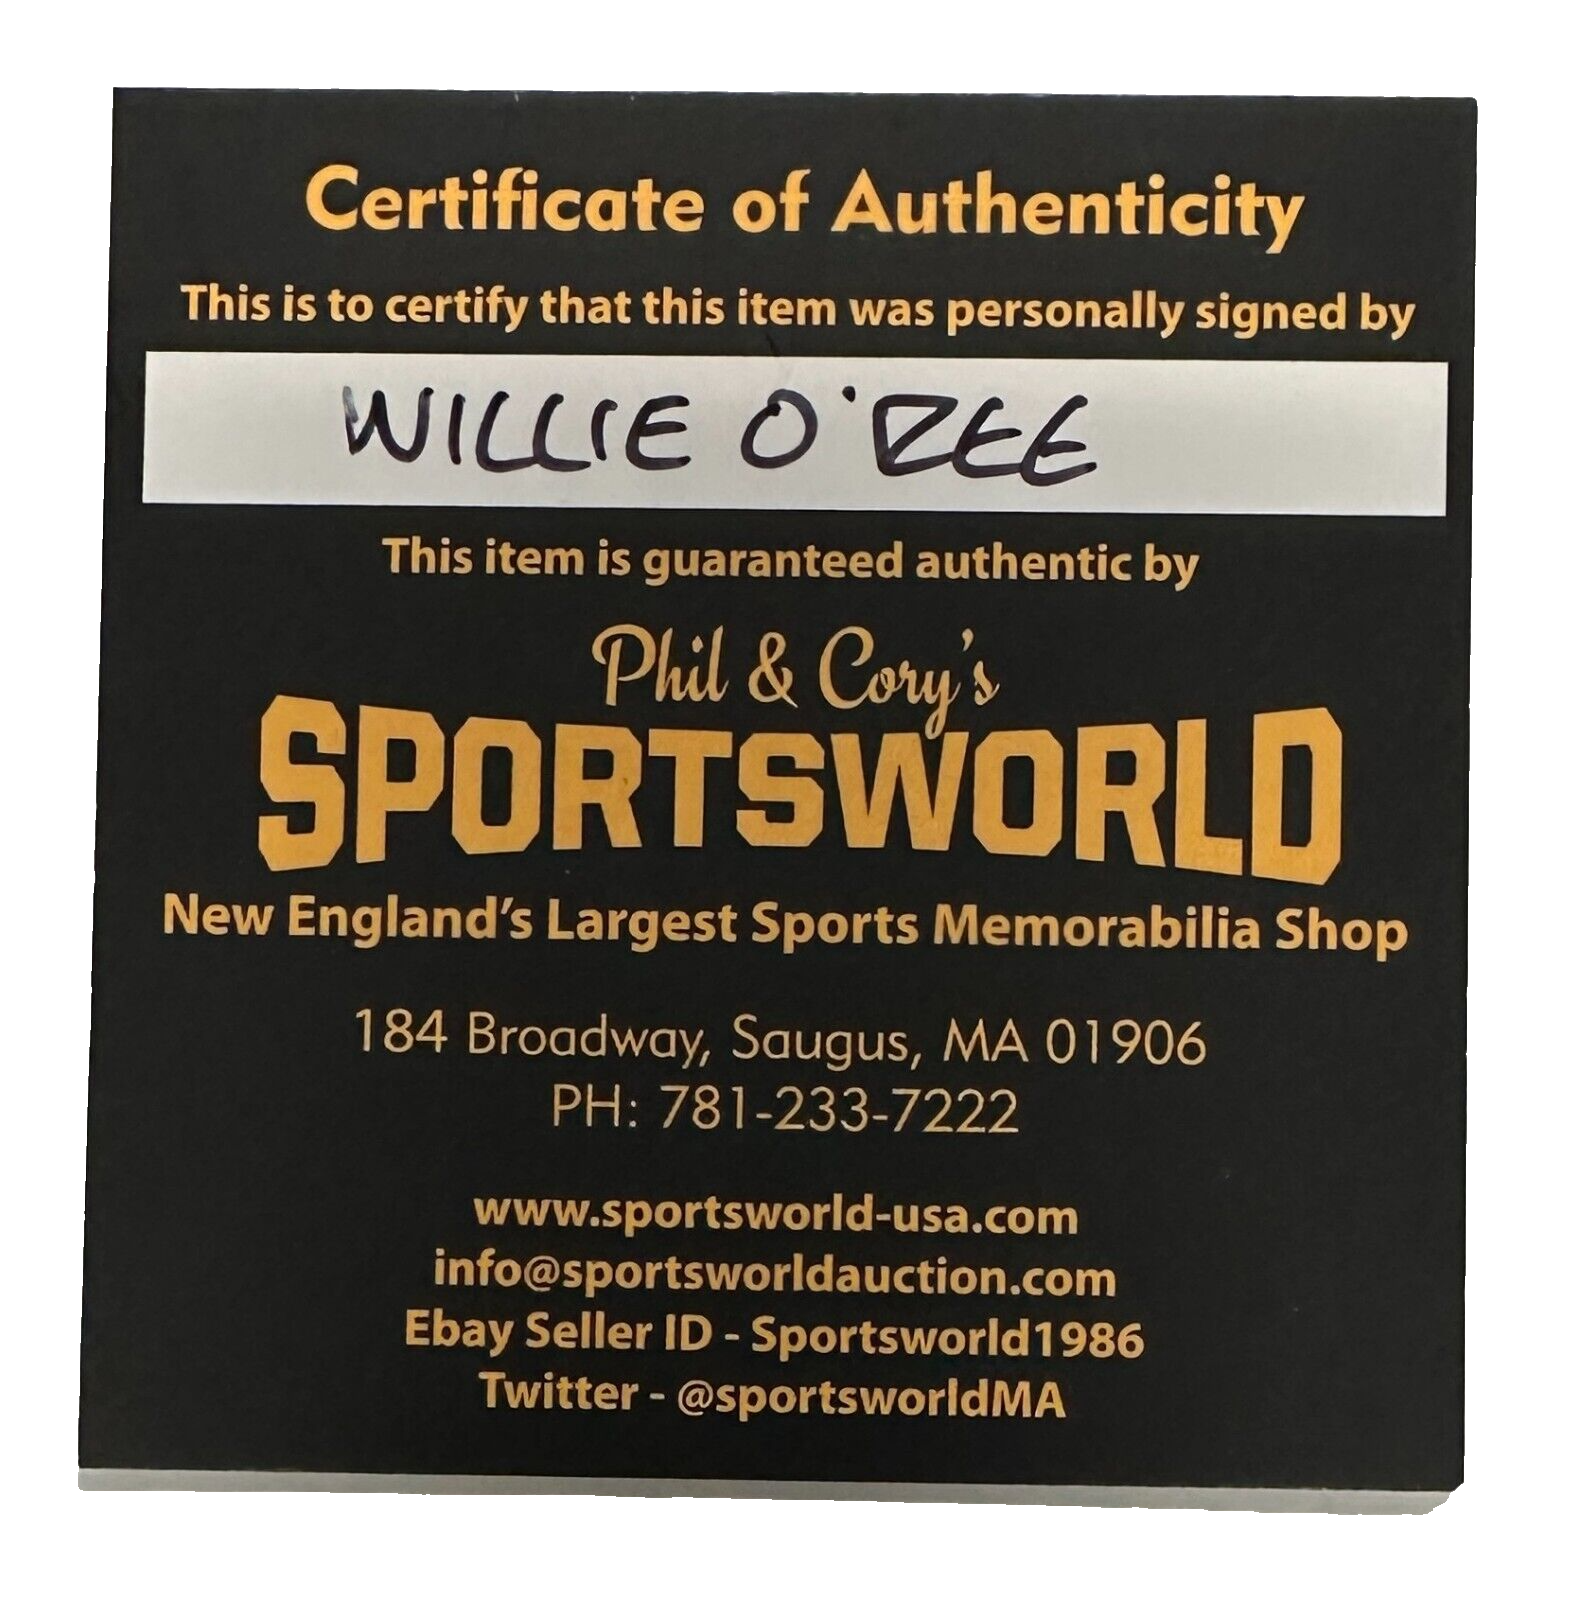 Certificate of Authenticity
This is to certify that this item was personally signed by
WILLIE O'REE
This item is guaranteed authentic by
Phil & Cory's
SPORTSWORLD
New England's Largest Sports Memorabilia Shop
184 Broadway, Saugus, MA 01906
PH: 781-233-7222
www.sportsworld-usa.com
info@sportsworldauction.com
Ebay Seller ID - Sportsworld1986
Twitter - @sportsworldMA